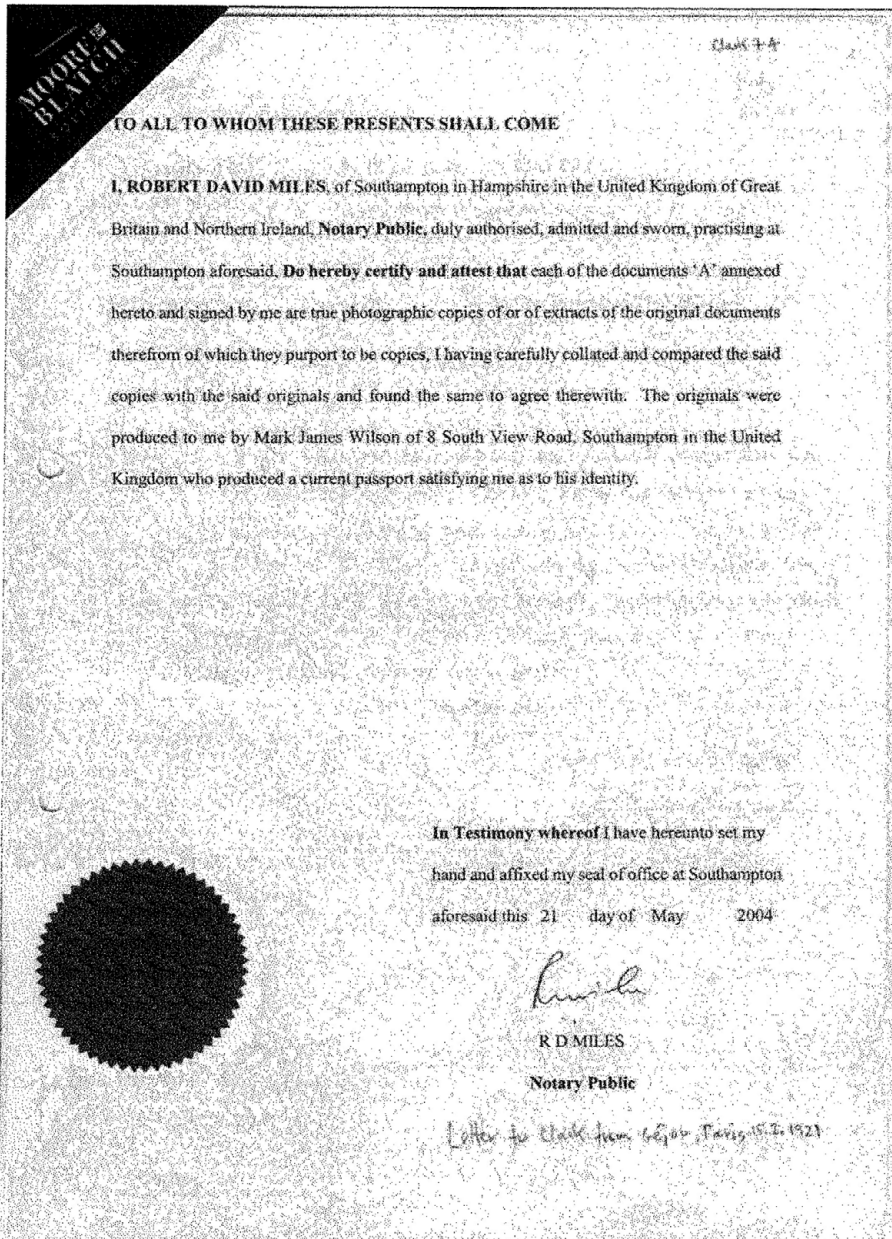 Clark 7 A
MOORE
BLATCH
SOLICITORS
TO ALL TO WHOM THESE PRESENTS SHALL COME
I, ROBERT DAVID MILES, of Southampton in Hampshire in the United Kingdom of Great
Britain and Northern Ireland, Notary Public, duly authorised, admitted and sworn, practising at
Southampton aforesaid, Do hereby certify and attest that each of the documents ‘A’ annexed
hereto and signed by me are true photographic copies of or of extracts of the original documents
therefrom of which they purport to be copies, I having carefully collated and compared the said
copies with the said originals and found the same to agree therewith. The originals were
produced to me by Mark James Wilson of 8 South View Road, Southampton in the United
Kingdom who produced a current passport satisfying me as to his identity.
In Testimony whereof I have hereunto set my
hand and affixed my seal of office at Southampton
aforesaid this 21 day of May 2004
R D MILES
Notary Public
Letter to Clark from Paris, 15.2.1921